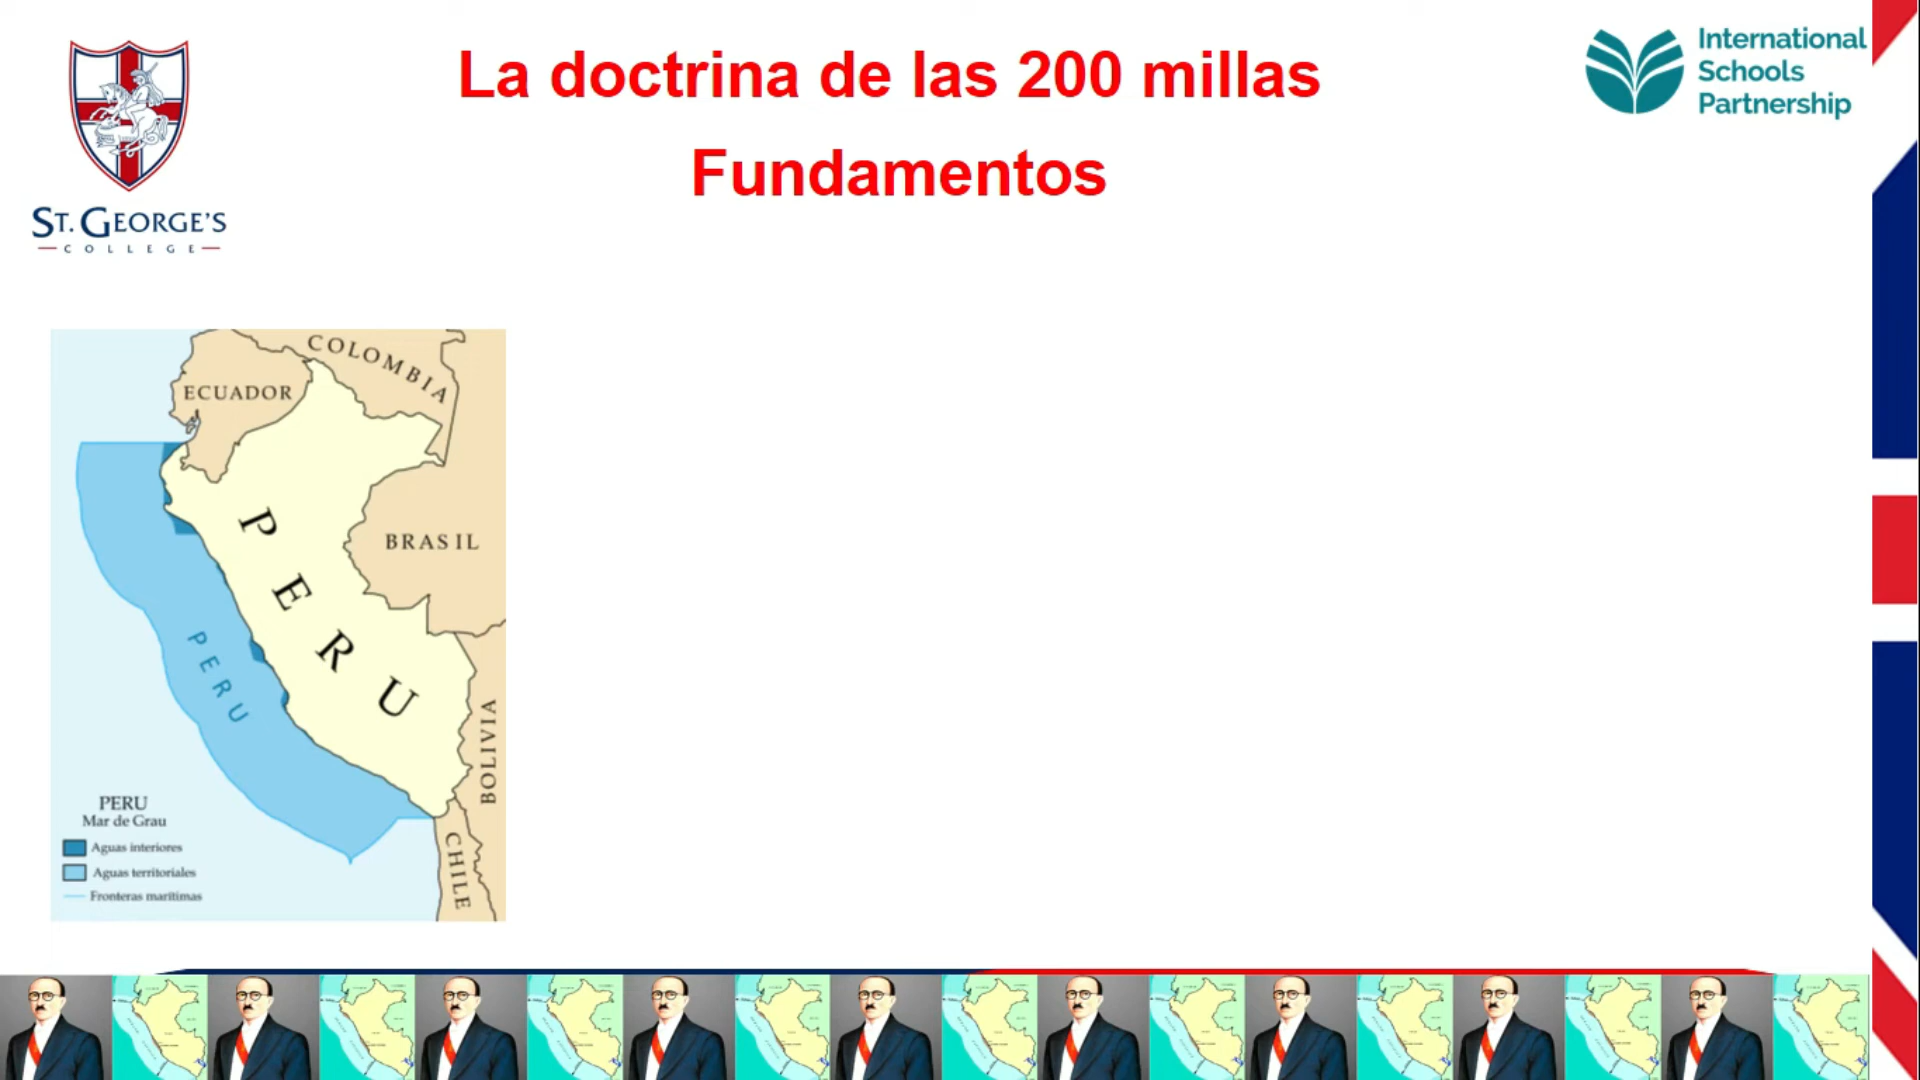 La doctrina de las 200 millas
Fundamentos
ST. GEORGE'S
COLLEGE
International
Schools
Partnership
COLOMBIA
ECUADOR
BRASIL
PERU
PERU
BOLIVIA
CHILE
PERU
Mar de Grau
Aguas interiores
Aguas territoriales
Fronteras marítimas